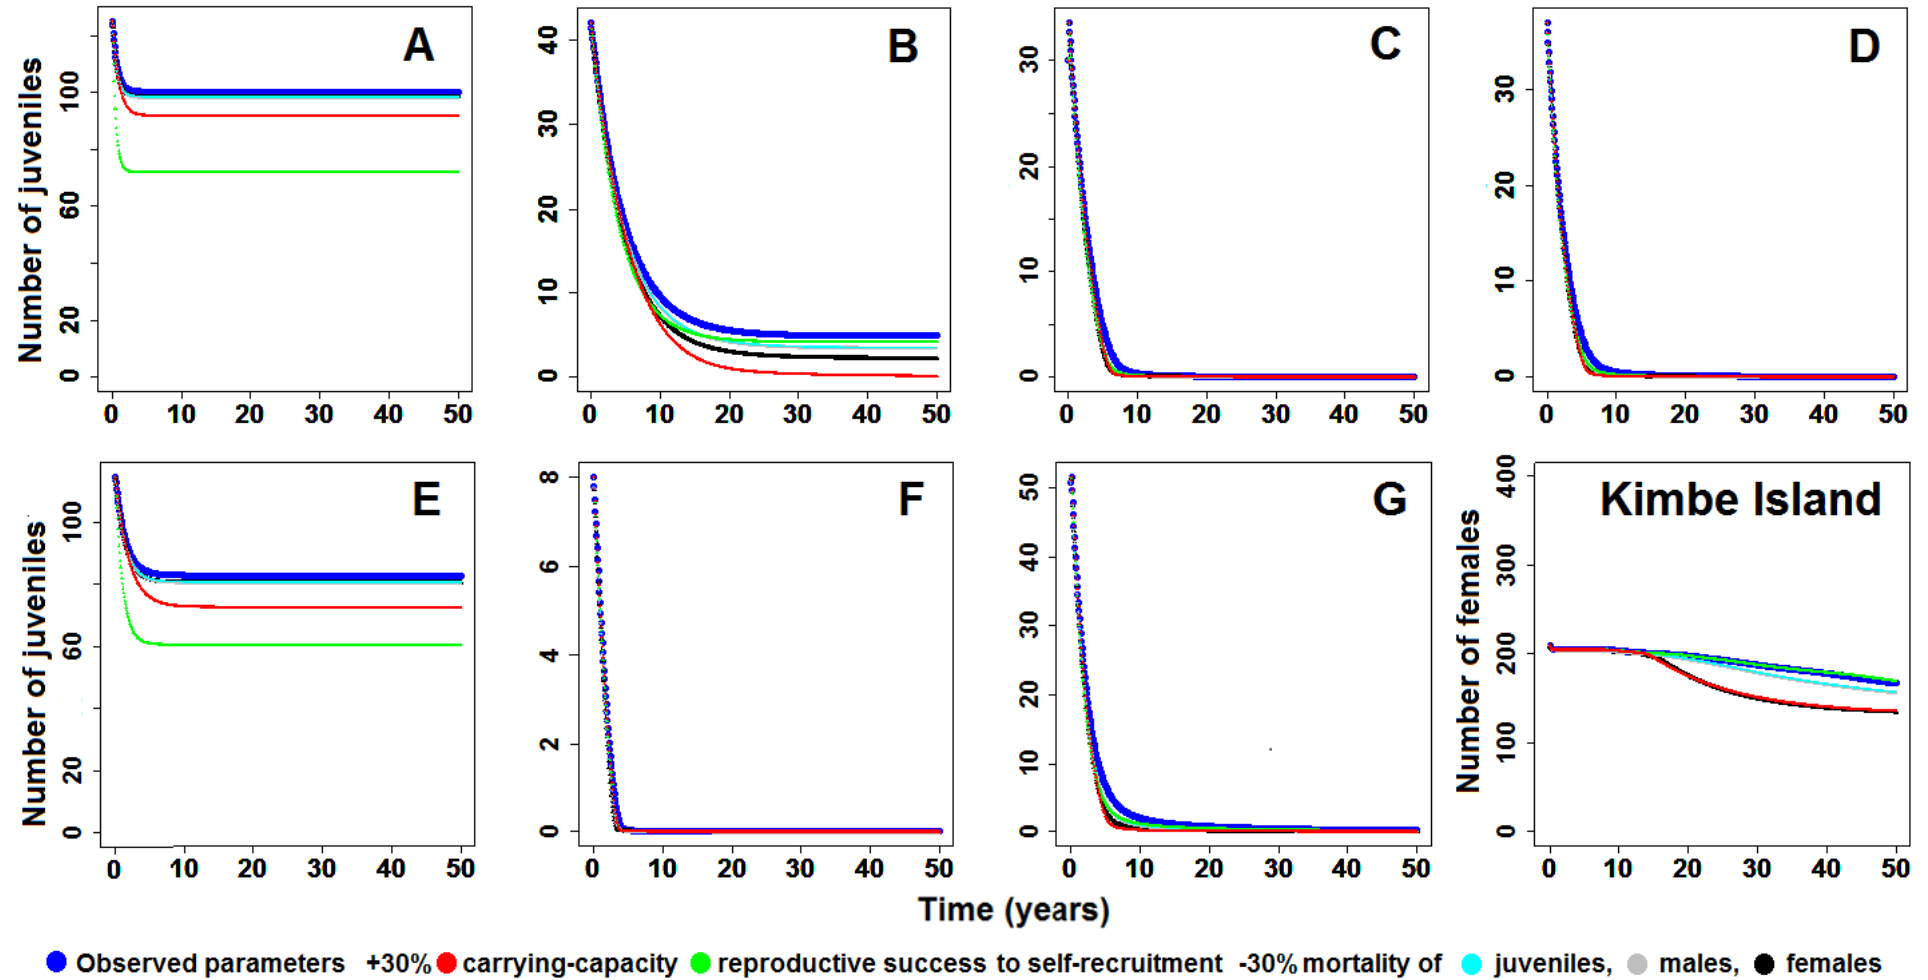 A
B
C
D
Number of juveniles
0
20
60
100
0 10 20 30 40 50
0
10
20
30
40
0 10 20 30 40 50
0
10
20
30
0 10 20 30 40 50
0
10
20
30
0 10 20 30 40 50
E
F
G
Kimbe Island
Number of juveniles
0
20
60
100
0 10 20 30 40 50
0
2
4
6
8
0 10 20 30 40 50
0
10
20
30
40
50
0 10 20 30 40 50
Number of females
0
100
200
300
400
0 10 20 30 40 50
Time (years)
Observed parameters +30% carrying-capacity reproductive success to self-recruitment -30% mortality of juveniles, males, females